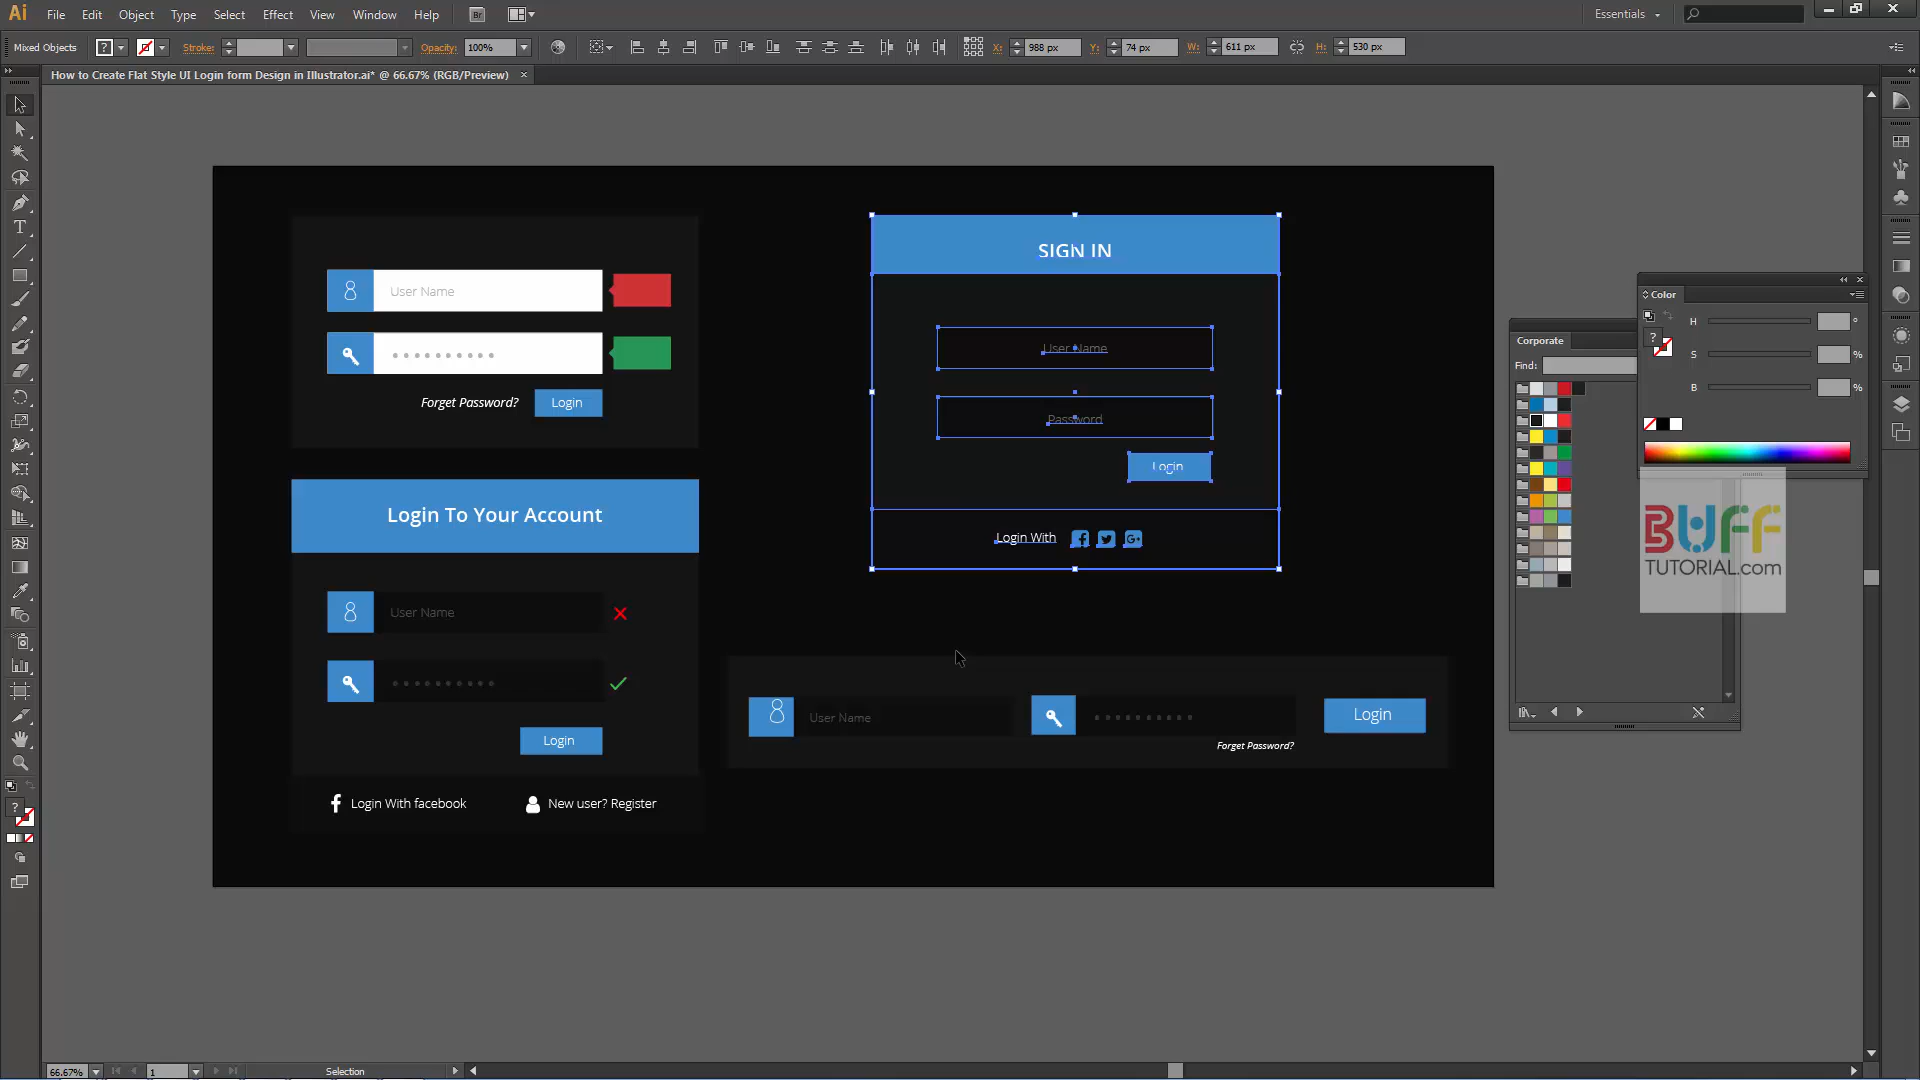 Ai File Edit Object Type Select Effect View Window Help Br Essentials
Mixed Objects ? Stroke: Opacity: 100% X: 988 px Y: 74 px W: 611 px H: 530 px
How to Create Flat Style UI Login form Design in Illustrator.ai* @ 66.67% (RGB/Preview) ×
SIGN IN
User Name
User Name
Password
Forget Password? Login
Login
Login With
Login To Your Account
User Name
Login
Login With facebook New user? Register
User Name
Login
Forget Password?
Color
H °
S %
B %
?
Corporate
Find:
BUFF
TUTORIAL.com
?
66.67% 1 Selection